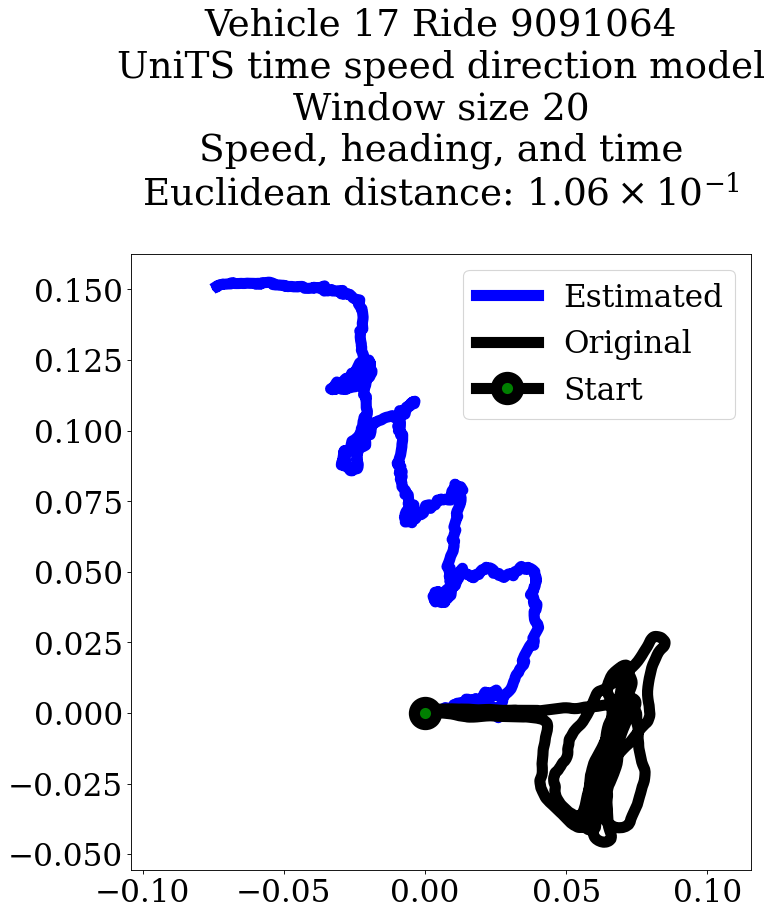 Vehicle 17 Ride 9091064
UniTS time speed direction model
Window size 20
Speed, heading, and time
Euclidean distance: 1.06 × 10⁻¹
Estimated
Original
Start
0.150
0.125
0.100
0.075
0.050
0.025
0.000
−0.025
−0.050
−0.10 −0.05 0.00 0.05 0.10